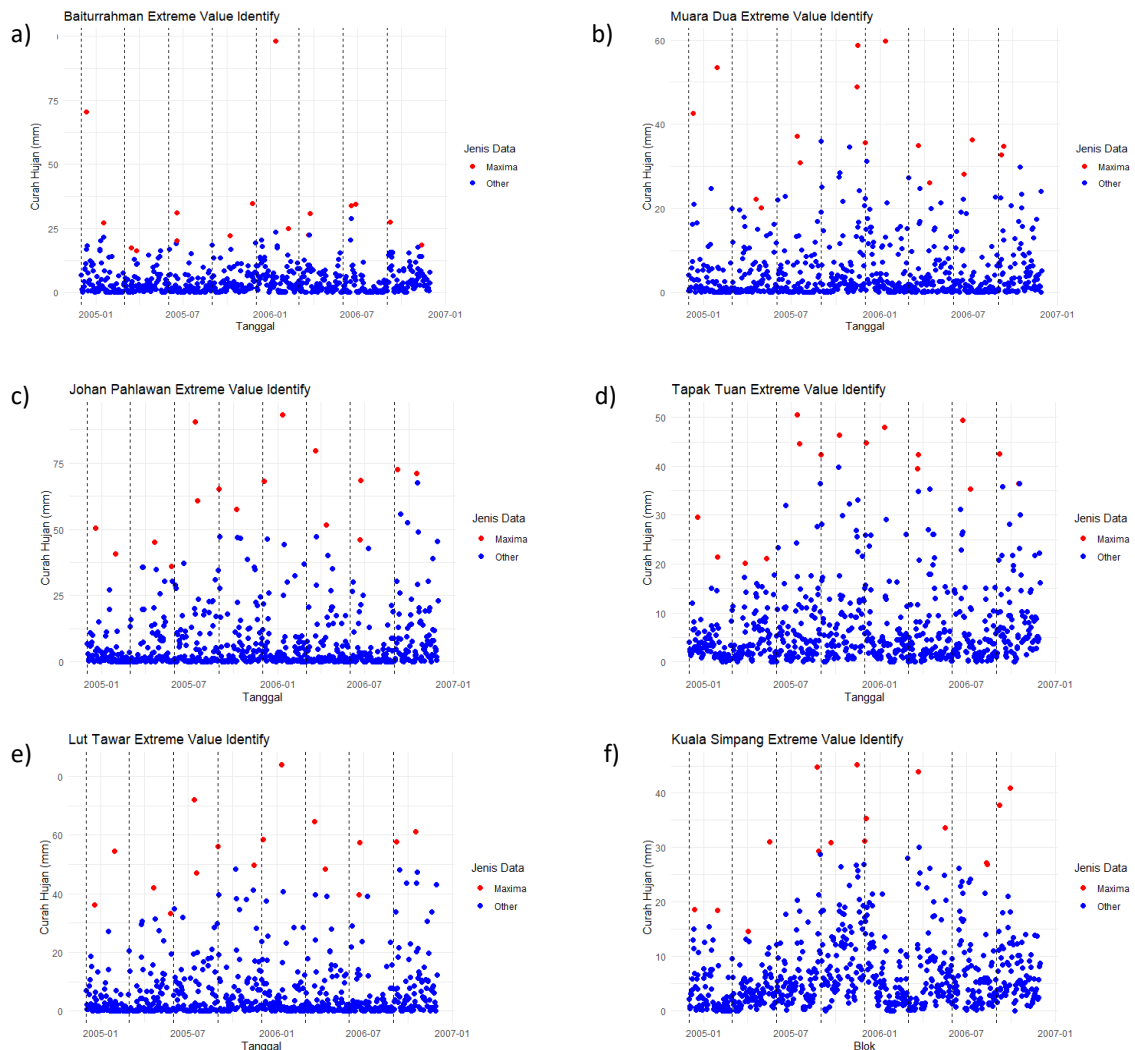 a)
Baiturrahman Extreme Value Identify
Curah Hujan (mm)
75
50
25
0
2005-01
2005-07
2006-01
2006-07
2007-01
Tanggal
Jenis Data
Maxima
Other
b)
Muara Dua Extreme Value Identify
Curah Hujan (mm)
60
40
20
0
2005-01
2005-07
2006-01
2006-07
2007-01
Tanggal
Jenis Data
Maxima
Other
c)
Johan Pahlawan Extreme Value Identify
Curah Hujan (mm)
75
50
25
0
2005-01
2005-07
2006-01
2006-07
2007-01
Tanggal
Jenis Data
Maxima
Other
d)
Tapak Tuan Extreme Value Identify
Curah Hujan (mm)
50
40
30
20
10
0
2005-01
2005-07
2006-01
2006-07
2007-01
Tanggal
Jenis Data
Maxima
Other
e)
Lut Tawar Extreme Value Identify
Curah Hujan (mm)
0
60
40
20
0
2005-01
2005-07
2006-01
2006-07
2007-01
Tanggal
Jenis Data
Maxima
Other
f)
Kuala Simpang Extreme Value Identify
Curah Hujan (mm)
40
30
20
10
0
2005-01
2005-07
2006-01
2006-07
2007-01
Blok
Jenis Data
Maxima
Other